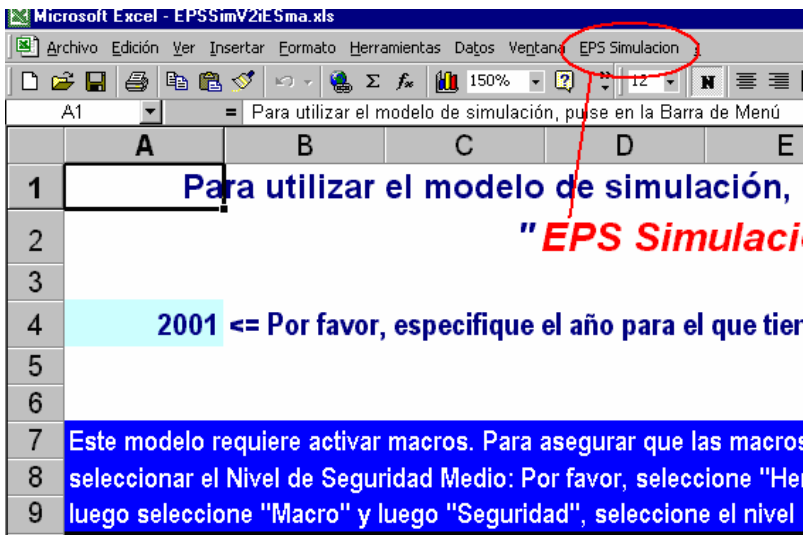 Microsoft Excel - EPSSimV2iESma.xls
Archivo Edición Ver Insertar Formato Herramientas Datos Ventana EPS Simulacion
150% 12 N
A1 = Para utilizar el modelo de simulación, pulse en la Barra de Menú
A B C D E
1 Para utilizar el modelo de simulación,
2 "EPS Simulaci
3
4 2001 <= Por favor, especifique el año para el que tien
5
6
7 Este modelo requiere activar macros. Para asegurar que las macros
8 seleccionar el Nivel de Seguridad Medio: Por favor, seleccione "He
9 luego seleccione "Macro" y luego "Seguridad", seleccione el nivel